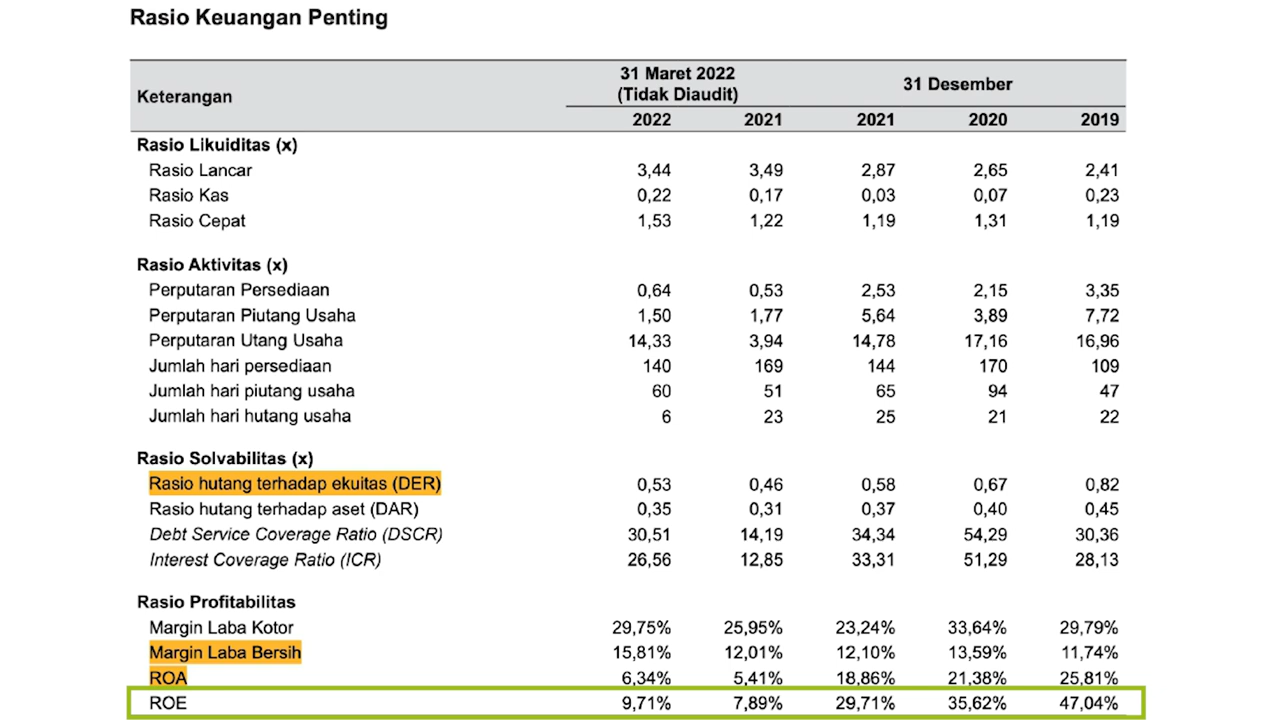 Rasio Keuangan Penting
Keterangan 31 Maret 2022 (Tidak Diaudit) 31 Desember
2022 2021 2021 2020 2019
Rasio Likuiditas (x)
Rasio Lancar 3,44 3,49 2,87 2,65 2,41
Rasio Kas 0,22 0,17 0,03 0,07 0,23
Rasio Cepat 1,53 1,22 1,19 1,31 1,19
Rasio Aktivitas (x)
Perputaran Persediaan 0,64 0,53 2,53 2,15 3,35
Perputaran Piutang Usaha 1,50 1,77 5,64 3,89 7,72
Perputaran Utang Usaha 14,33 3,94 14,78 17,16 16,96
Jumlah hari persediaan 140 169 144 170 109
Jumlah hari piutang usaha 60 51 65 94 47
Jumlah hari hutang usaha 6 23 25 21 22
Rasio Solvabilitas (x)
Rasio hutang terhadap ekuitas (DER) 0,53 0,46 0,58 0,67 0,82
Rasio hutang terhadap aset (DAR) 0,35 0,31 0,37 0,40 0,45
Debt Service Coverage Ratio (DSCR) 30,51 14,19 34,34 54,29 30,36
Interest Coverage Ratio (ICR) 26,56 12,85 33,31 51,29 28,13
Rasio Profitabilitas
Margin Laba Kotor 29,75% 25,95% 23,24% 33,64% 29,79%
Margin Laba Bersih 15,81% 12,01% 12,10% 13,59% 11,74%
ROA 6,34% 5,41% 18,86% 21,38% 25,81%
ROE 9,71% 7,89% 29,71% 35,62% 47,04%